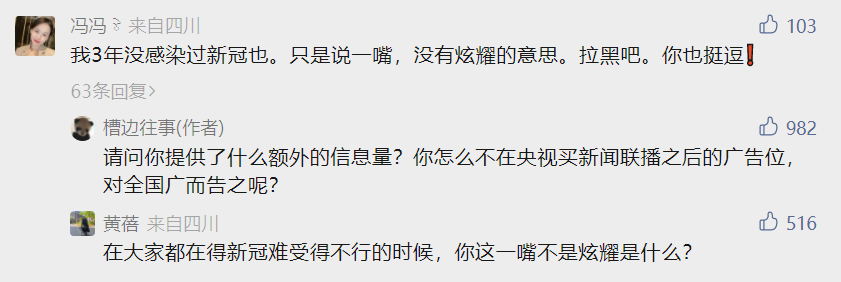 冯冯 来自四川 103
我3年没感染过新冠也。只是说一嘴，没有炫耀的意思。拉黑吧。你也挺逗❗
63条回复>
槽边往事(作者) 982
请问你提供了什么额外的信息量？你怎么不在央视买新闻联播之后的广告位，
对全国广而告之呢？
黄蓓 来自四川 516
在大家都在得新冠难受得不行的时候，你这一嘴不是炫耀是什么？